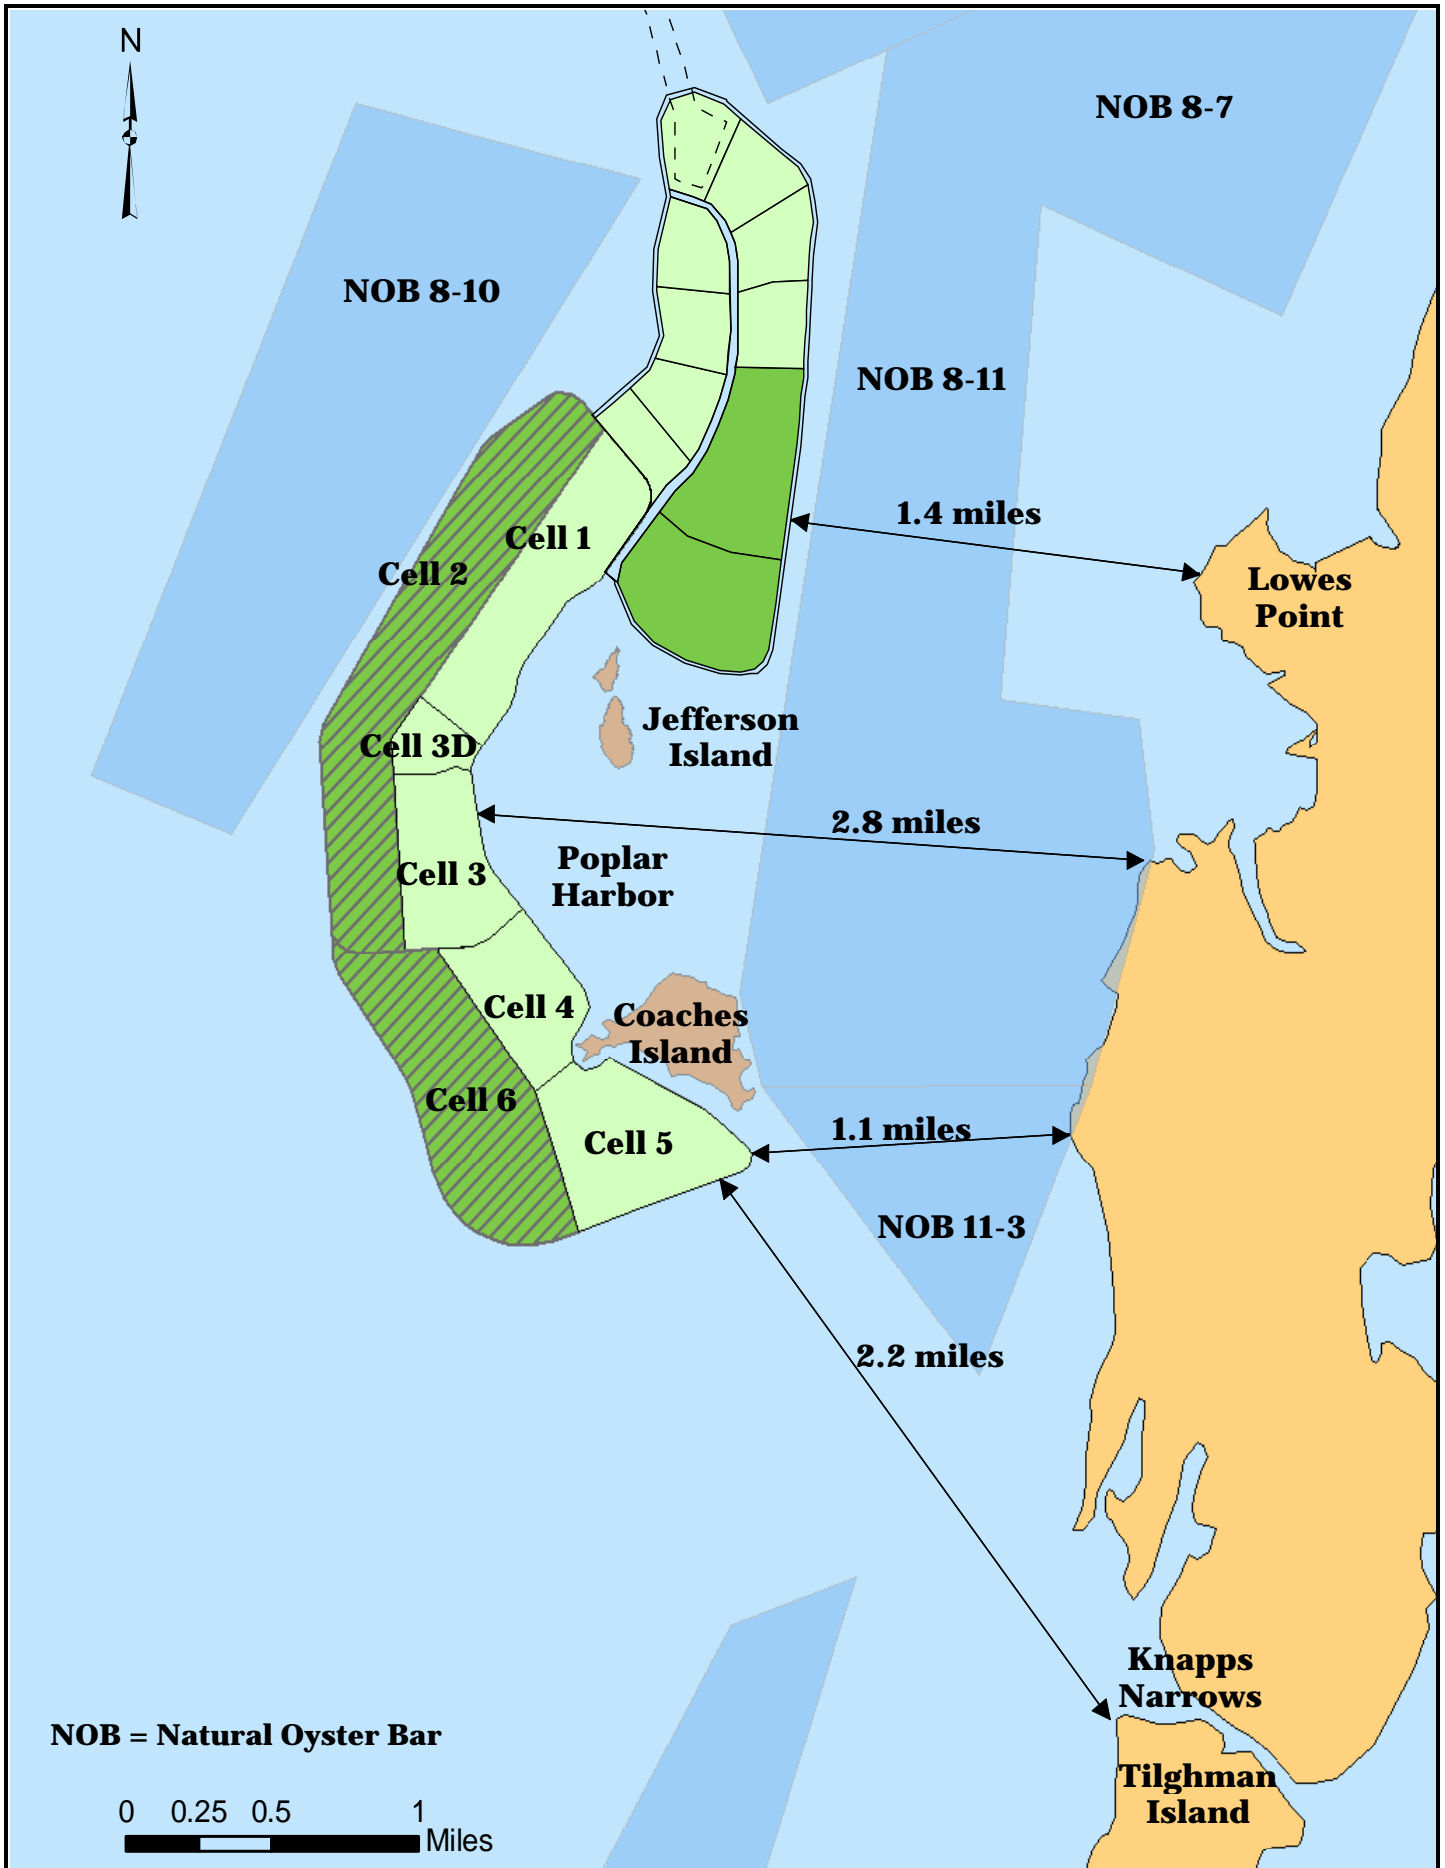 N
NOB 8-7
NOB 8-10
NOB 8-11
1.4 miles
Cell 1
Cell 2
Lowes
Point
Jefferson
Island
Cell 3D
2.8 miles
Poplar
Harbor
Cell 3
Cell 4
Coaches
Island
Cell 6
1.1 miles
Cell 5
NOB 11-3
2.2 miles
Knapps
Narrows
NOB = Natural Oyster Bar
Tilghman
Island
0 0.25 0.5 1
Miles